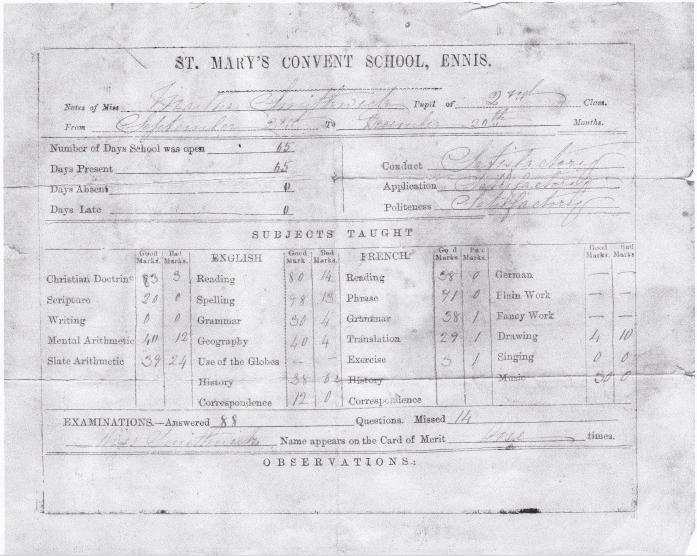 ST. MARY'S CONVENT SCHOOL, ENNIS.
Notes of Miss Smithwick Pupil of 2nd Class.
From September 2nd To December 20th Months.
Number of Days School was open 65
Days Present 65
Days Absent 0
Days Late 0
Conduct Satisfactory
Application Satisfactory
Politeness Satisfactory
SUBJECTS TAUGHT
Good Marks. Bad Marks.
Christian Doctrine 83 3
Scripture 20 0
Writing 0 0
Mental Arithmetic 40 12
Slate Arithmetic 39 24
ENGLISH Good Mark Bad Marks.
Reading 80 14
Spelling 98 13
Grammar 30 4
Geography 40 4
Use of the Globes — —
History 38
Correspondence 12 0
FRENCH Good Marks. Bad Marks.
Reading 38 0
Phrase 41 0
Grammar 38 1
Translation 29 1
Exercise 3 1
History
Correspondence
Good Marks. Bad Marks.
German — —
Plain Work — —
Fancy Work — —
Drawing 4 10
Singing 0 0
Music 30 0
EXAMINATIONS.—Answered 88 Questions. Missed 14
Miss Smithwick Name appears on the Card of Merit times.
OBSERVATIONS: